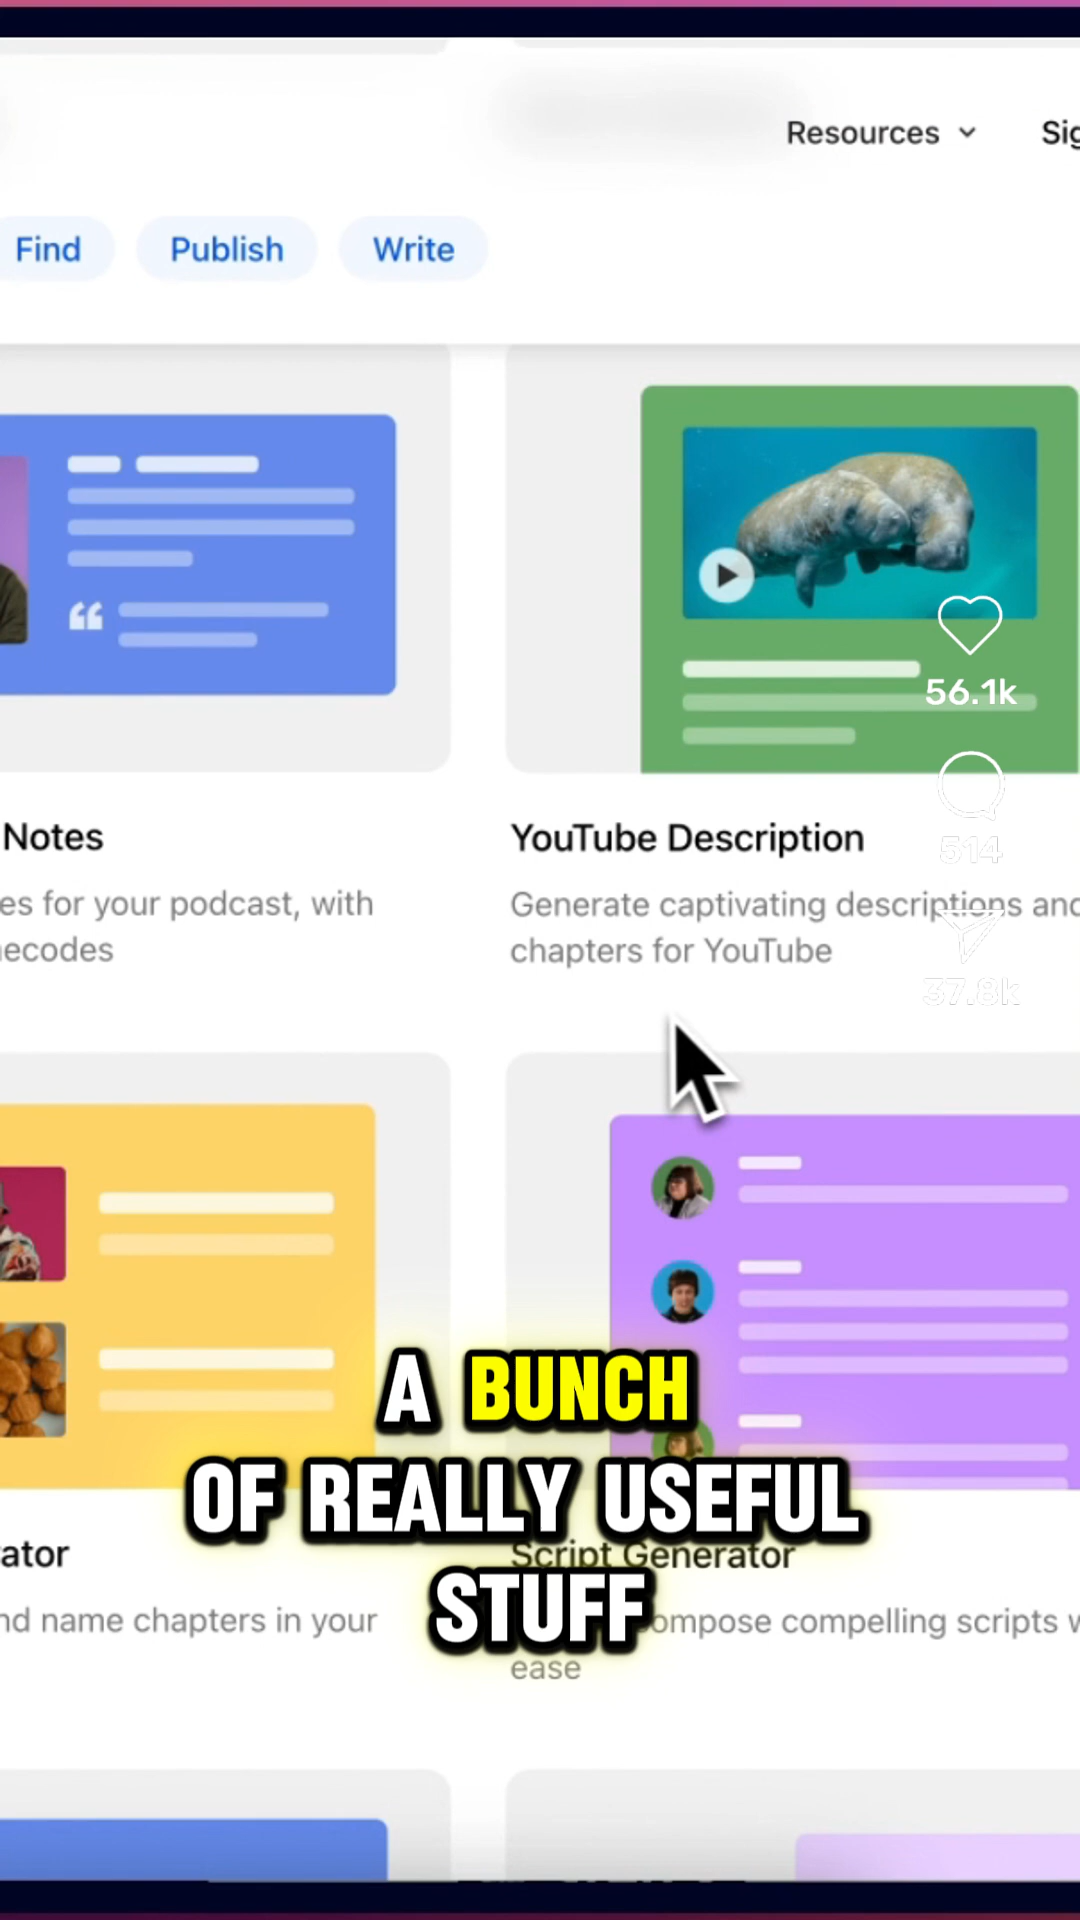 Resources
Sig
Find
Publish
Write
56.1k
514
37.8k
Notes
es for your podcast, with
ecodes
YouTube Description
Generate captivating descriptions and
chapters for YouTube
A BUNCH
OF REALLY USEFUL
STUFF
ator
nd name chapters in your
Script Generator
ompose compelling scripts w
ease